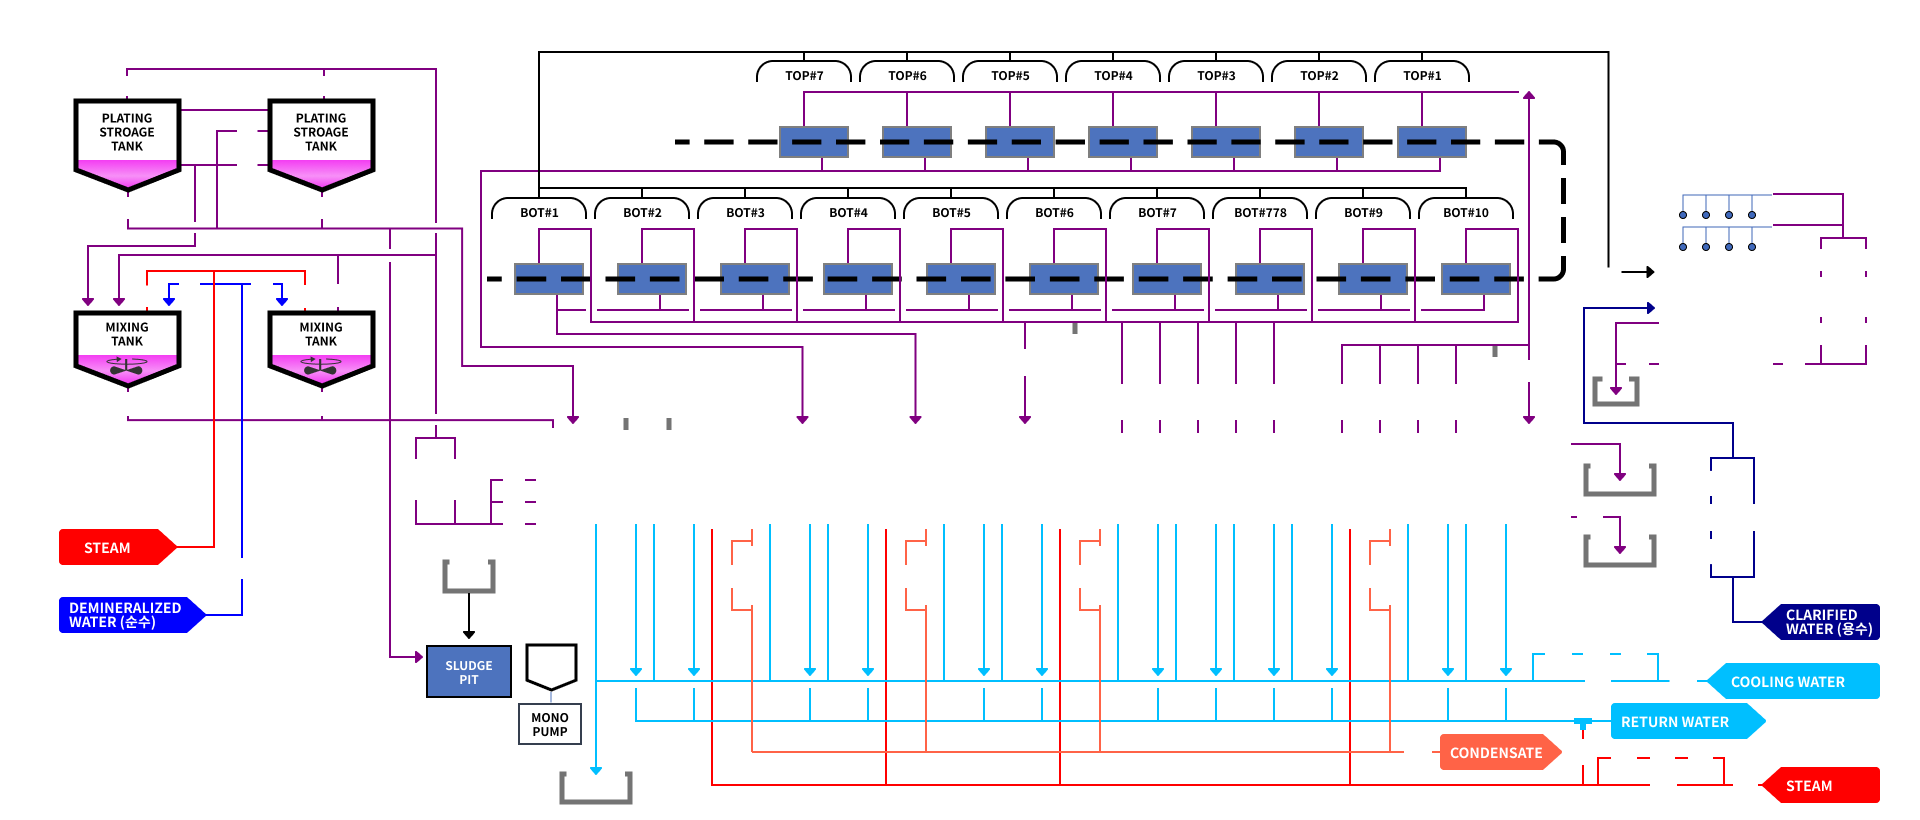 TOP#7
TOP#6
TOP#5
TOP#4
TOP#3
TOP#2
TOP#1
PLATING
STROAGE
TANK
PLATING
STROAGE
TANK
BOT#1
BOT#2
BOT#3
BOT#4
BOT#5
BOT#6
BOT#7
BOT#778
BOT#9
BOT#10
MIXING
TANK
MIXING
TANK
STEAM
DEMINERALIZED
WATER (순수)
SLUDGE
PIT
MONO
PUMP
CLARIFIED
WATER (용수)
COOLING WATER
RETURN WATER
CONDENSATE
STEAM